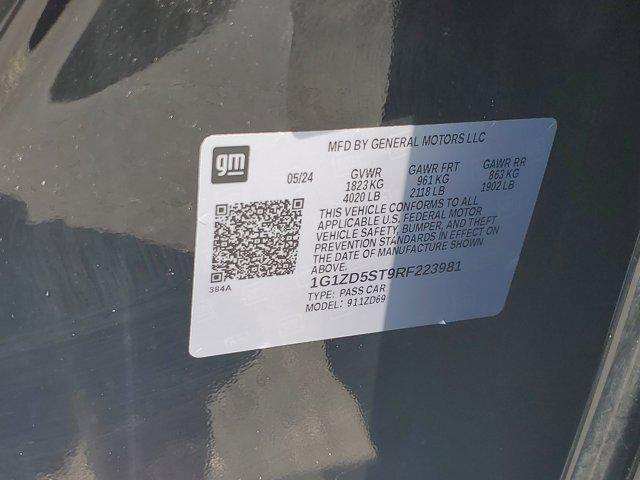 gm
MFD BY GENERAL MOTORS LLC
05/24 GVWR GAWR FRT GAWR RR
1823 KG 961 KG 863 KG
4020 LB 2118 LB 1902 LB
THIS VEHICLE CONFORMS TO ALL
APPLICABLE U.S. FEDERAL MOTOR
VEHICLE SAFETY, BUMPER, AND THEFT
PREVENTION STANDARDS IN EFFECT ON
THE DATE OF MANUFACTURE SHOWN
ABOVE.
384A
1G1ZD5ST9RF223981
TYPE: PASS CAR
MODEL: 911ZD69